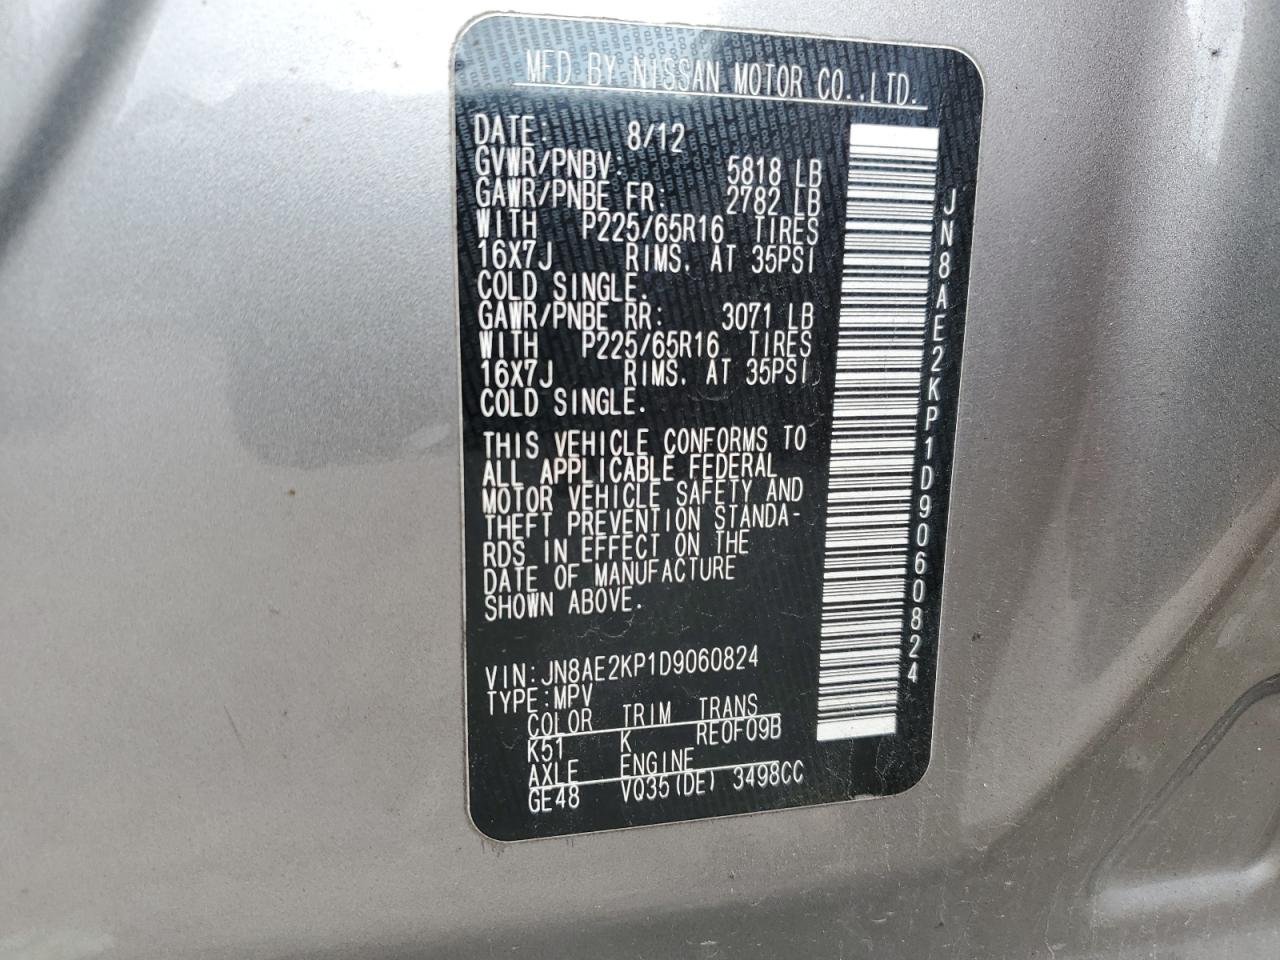 MFD BY NISSAN MOTOR CO.,LTD.
DATE: 8/12
GVWR/PNBV: 5818 LB
GAWR/PNBE FR: 2782 LB
WITH P225/65R16 TIRES
16X7J RIMS, AT 35PSI
COLD SINGLE.
GAWR/PNBE RR: 3071 LB
WITH P225/65R16 TIRES
16X7J RIMS, AT 35PSI
COLD SINGLE.
THIS VEHICLE CONFORMS TO
ALL APPLICABLE FEDERAL
MOTOR VEHICLE SAFETY AND
THEFT PREVENTION STANDA-
RDS IN EFFECT ON THE
DATE OF MANUFACTURE
SHOWN ABOVE.
VIN:JN8AE2KP1D9060824
TYPE:MPV
COLOR TRIM TRANS
K51 K RE0F09B
AXLE ENGINE
GE48 VQ35(DE) 3498CC
JN8AE2KP1D9060824